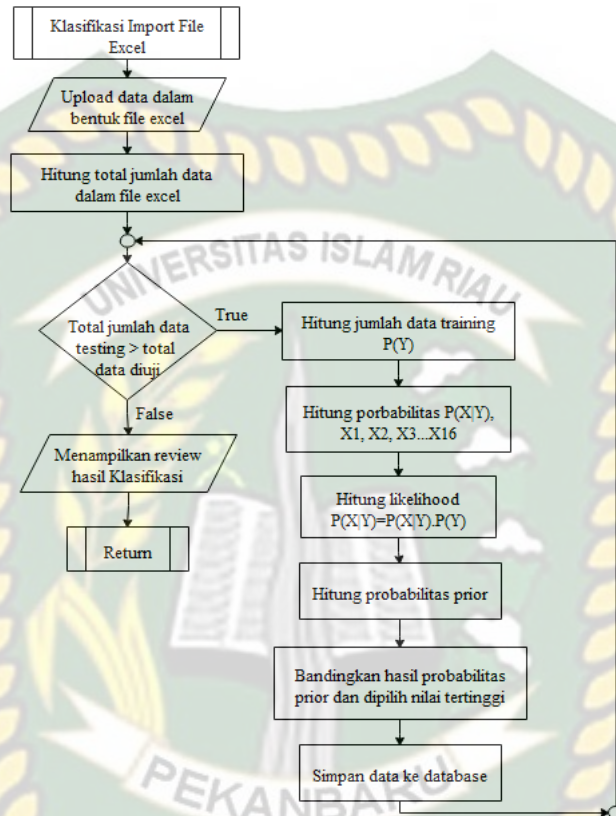 Klasifikasi Import File
Excel
Upload data dalam
bentuk file excel
Hitung total jumlah data
dalam file excel
UNIVERSITAS ISLAM RIAU
Total jumlah data
testing > total
data diuji
True
False
Menampilkan review
hasil Klasifikasi
Return
Hitung jumlah data training
P(Y)
Hitung porbabilitas P(X|Y),
X1, X2, X3...X16
Hitung likelihood
P(X|Y)=P(X|Y).P(Y)
Hitung probabilitas prior
Bandingkan hasil probabilitas
prior dan dipilih nilai tertinggi
Simpan data ke database
PEKANBARU